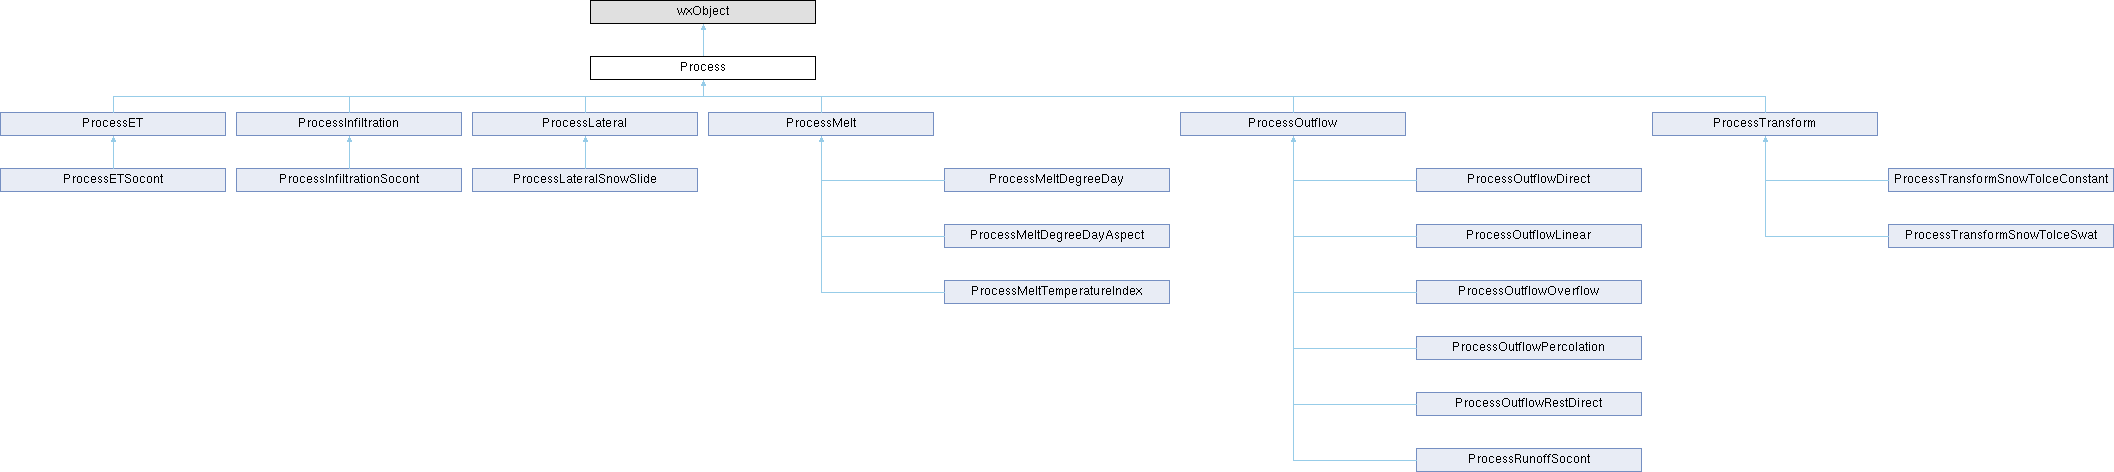 wxObject
Process
ProcessET
ProcessInfiltration
ProcessLateral
ProcessMelt
ProcessOutflow
ProcessTransform
ProcessETSocont
ProcessInfiltrationSocont
ProcessLateralSnowSlide
ProcessMeltDegreeDay
ProcessOutflowDirect
ProcessTransformSnowToIceConstant
ProcessMeltDegreeDayAspect
ProcessOutflowLinear
ProcessTransformSnowToIceSwat
ProcessMeltTemperatureIndex
ProcessOutflowOverflow
ProcessOutflowPercolation
ProcessOutflowRestDirect
ProcessRunoffSocont